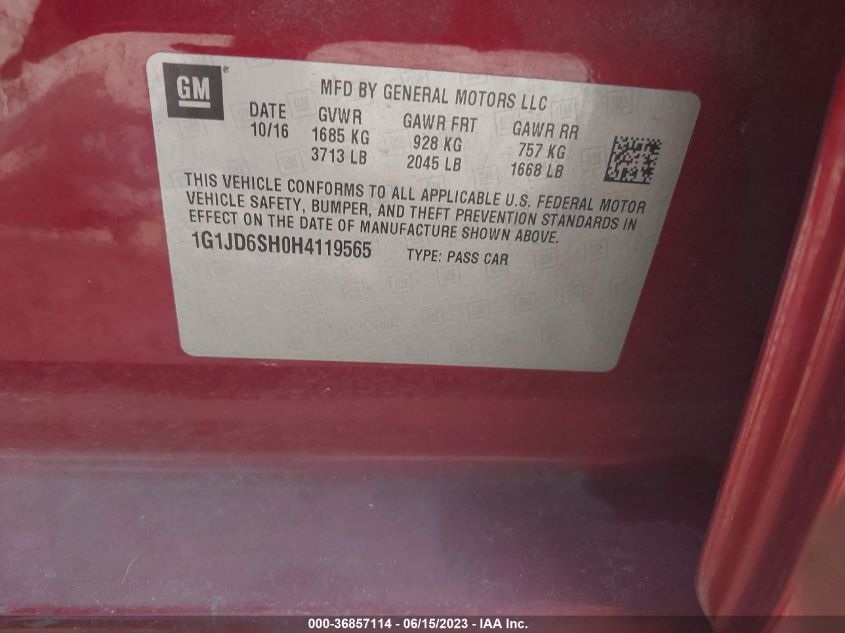 GM®
MFD BY GENERAL MOTORS LLC
DATE GVWR GAWR FRT GAWR RR
10/16 1685 KG 928 KG 757 KG
3713 LB 2045 LB 1668 LB
THIS VEHICLE CONFORMS TO ALL APPLICABLE U.S. FEDERAL MOTOR
VEHICLE SAFETY, BUMPER, AND THEFT PREVENTION STANDARDS IN
EFFECT ON THE DATE OF MANUFACTURE SHOWN ABOVE.
1G1JD6SH0H4119565 TYPE: PASS CAR
000-36857114 - 06/15/2023 - IAA Inc.